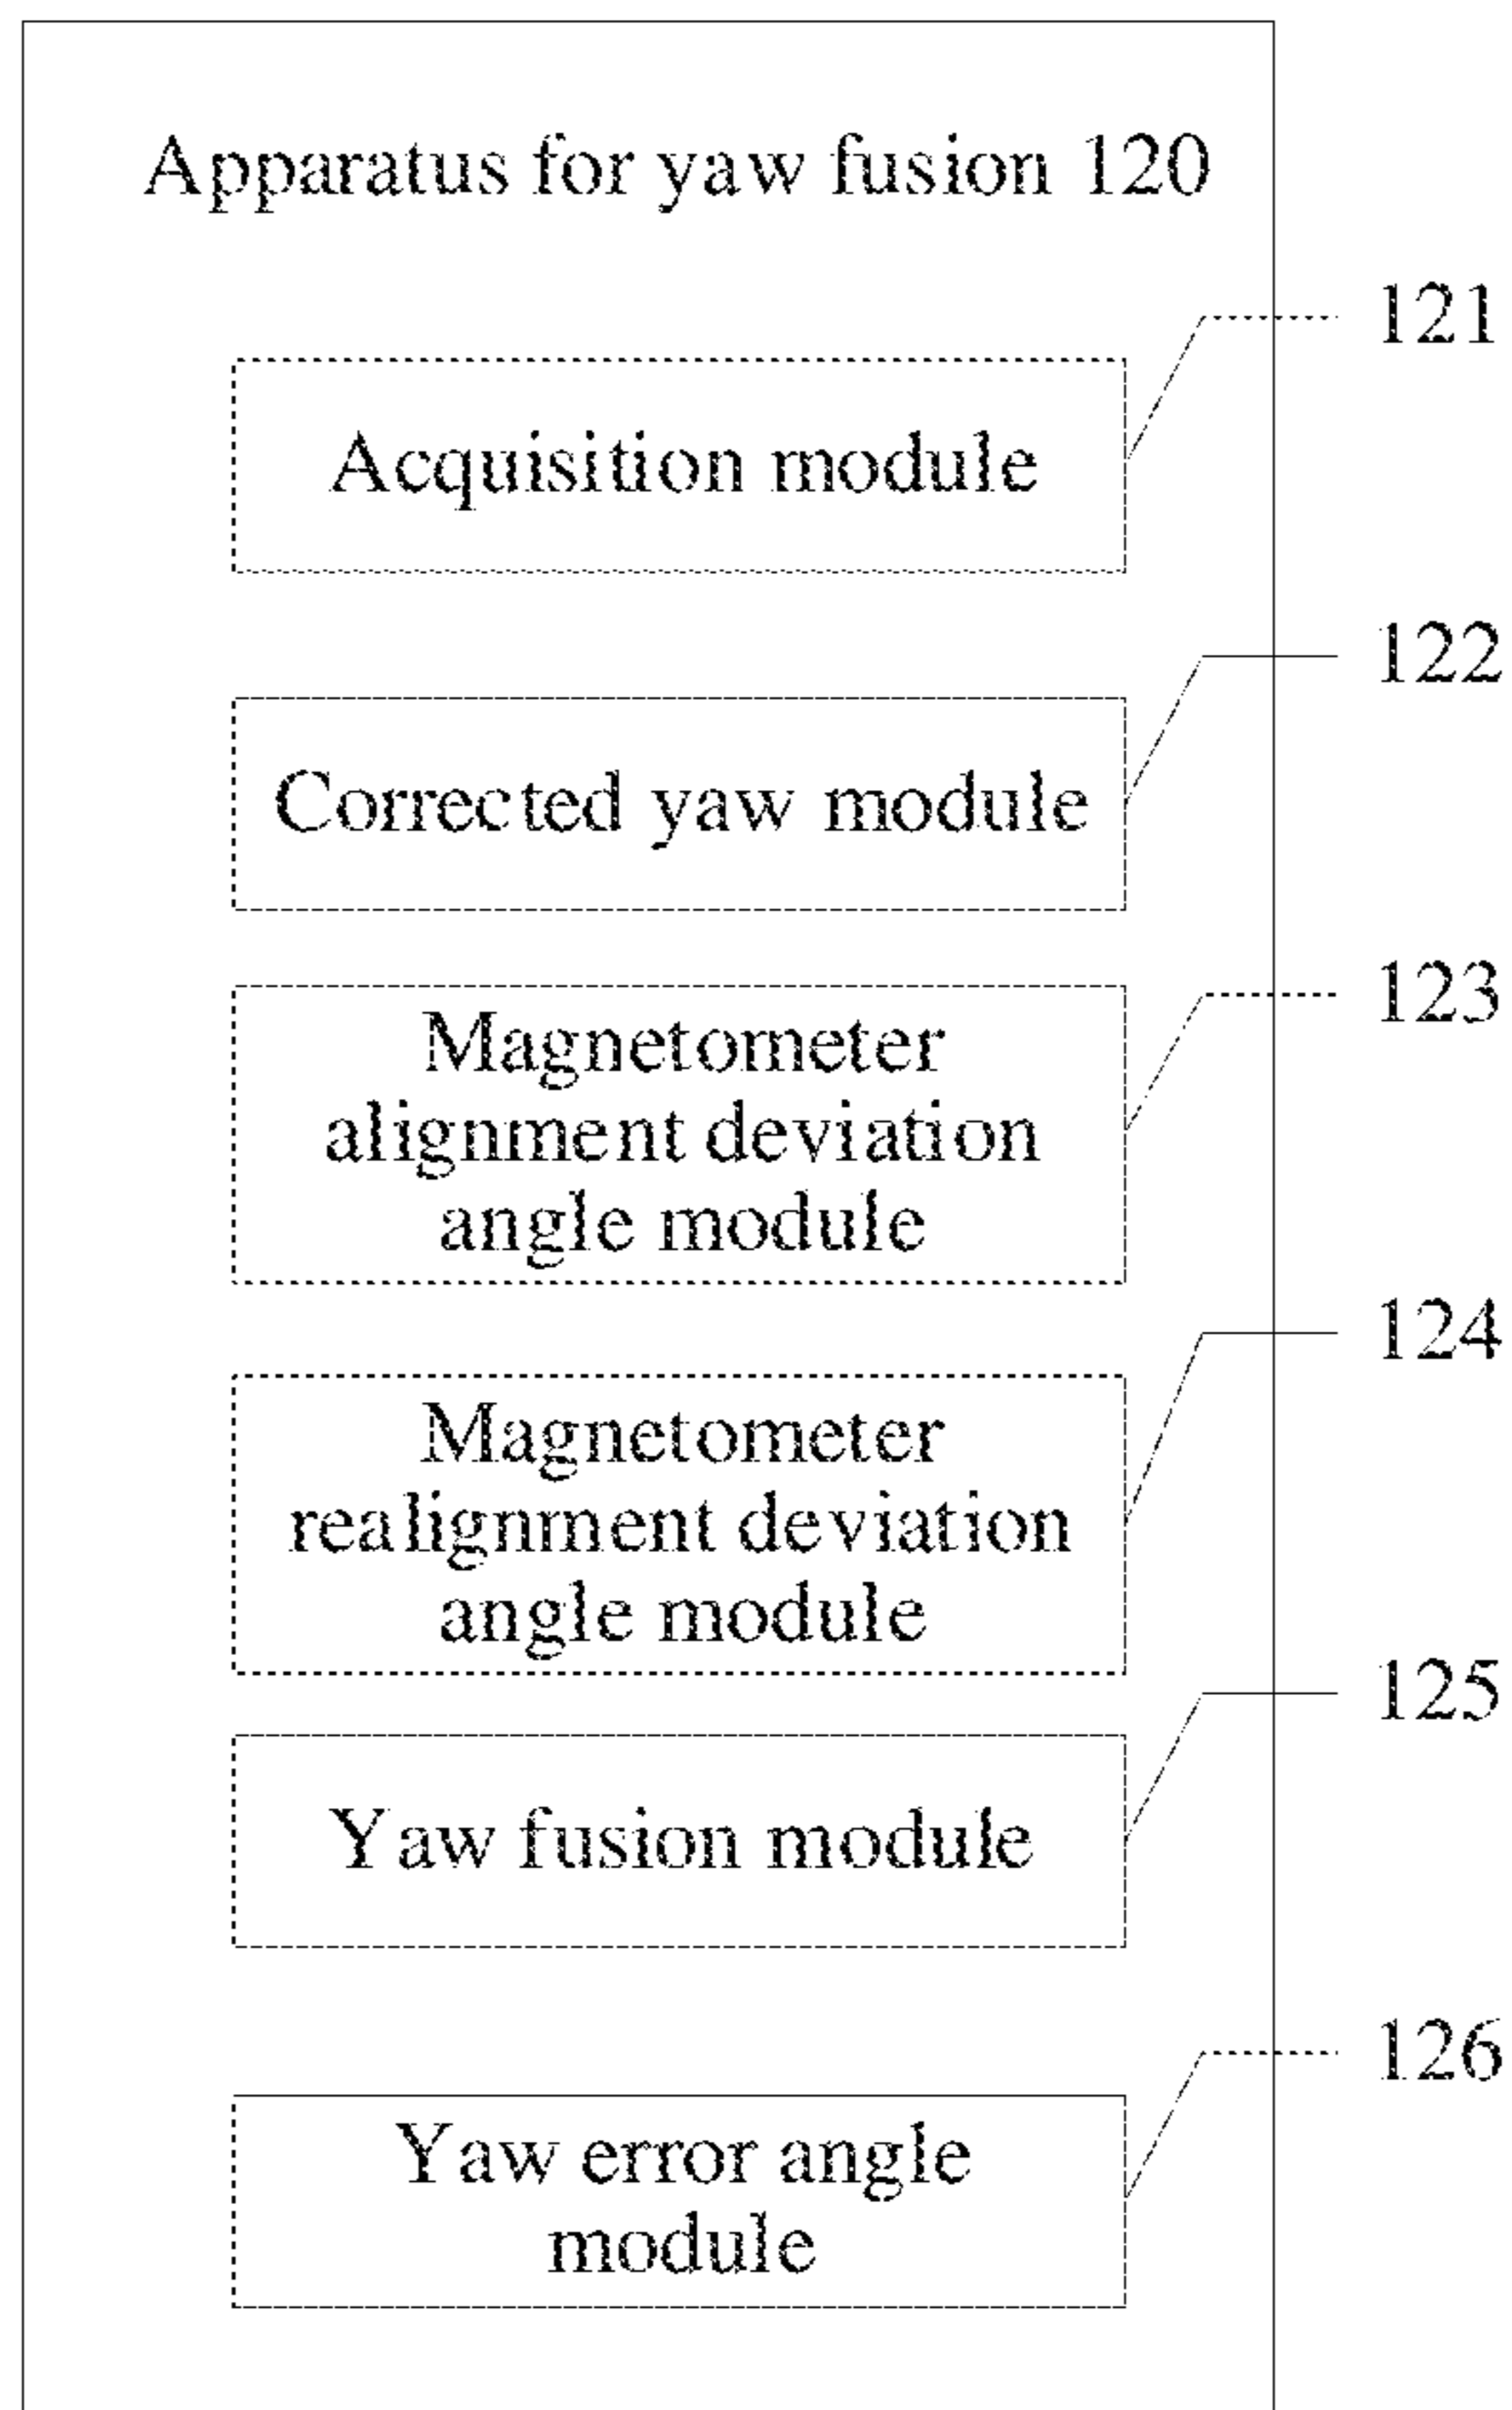 Apparatus for yaw fusion 120
121
Acquisition module
122
Corrected yaw module
123
Magnetometer
alignment deviation
angle module
124
Magnetometer
realignment deviation
angle module
125
Yaw fusion module
126
Yaw error angle
module